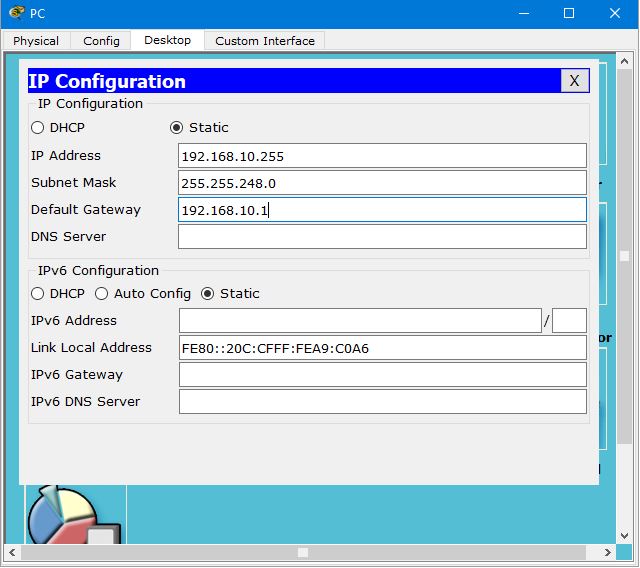 PC
Physical Config Desktop Custom Interface
IP Configuration X
IP Configuration
DHCP Static
IP Address 192.168.10.255
Subnet Mask 255.255.248.0
Default Gateway 192.168.10.1
DNS Server
IPv6 Configuration
DHCP Auto Config Static
IPv6 Address /
Link Local Address FE80::20C:CFFF:FEA9:C0A6
IPv6 Gateway
IPv6 DNS Server